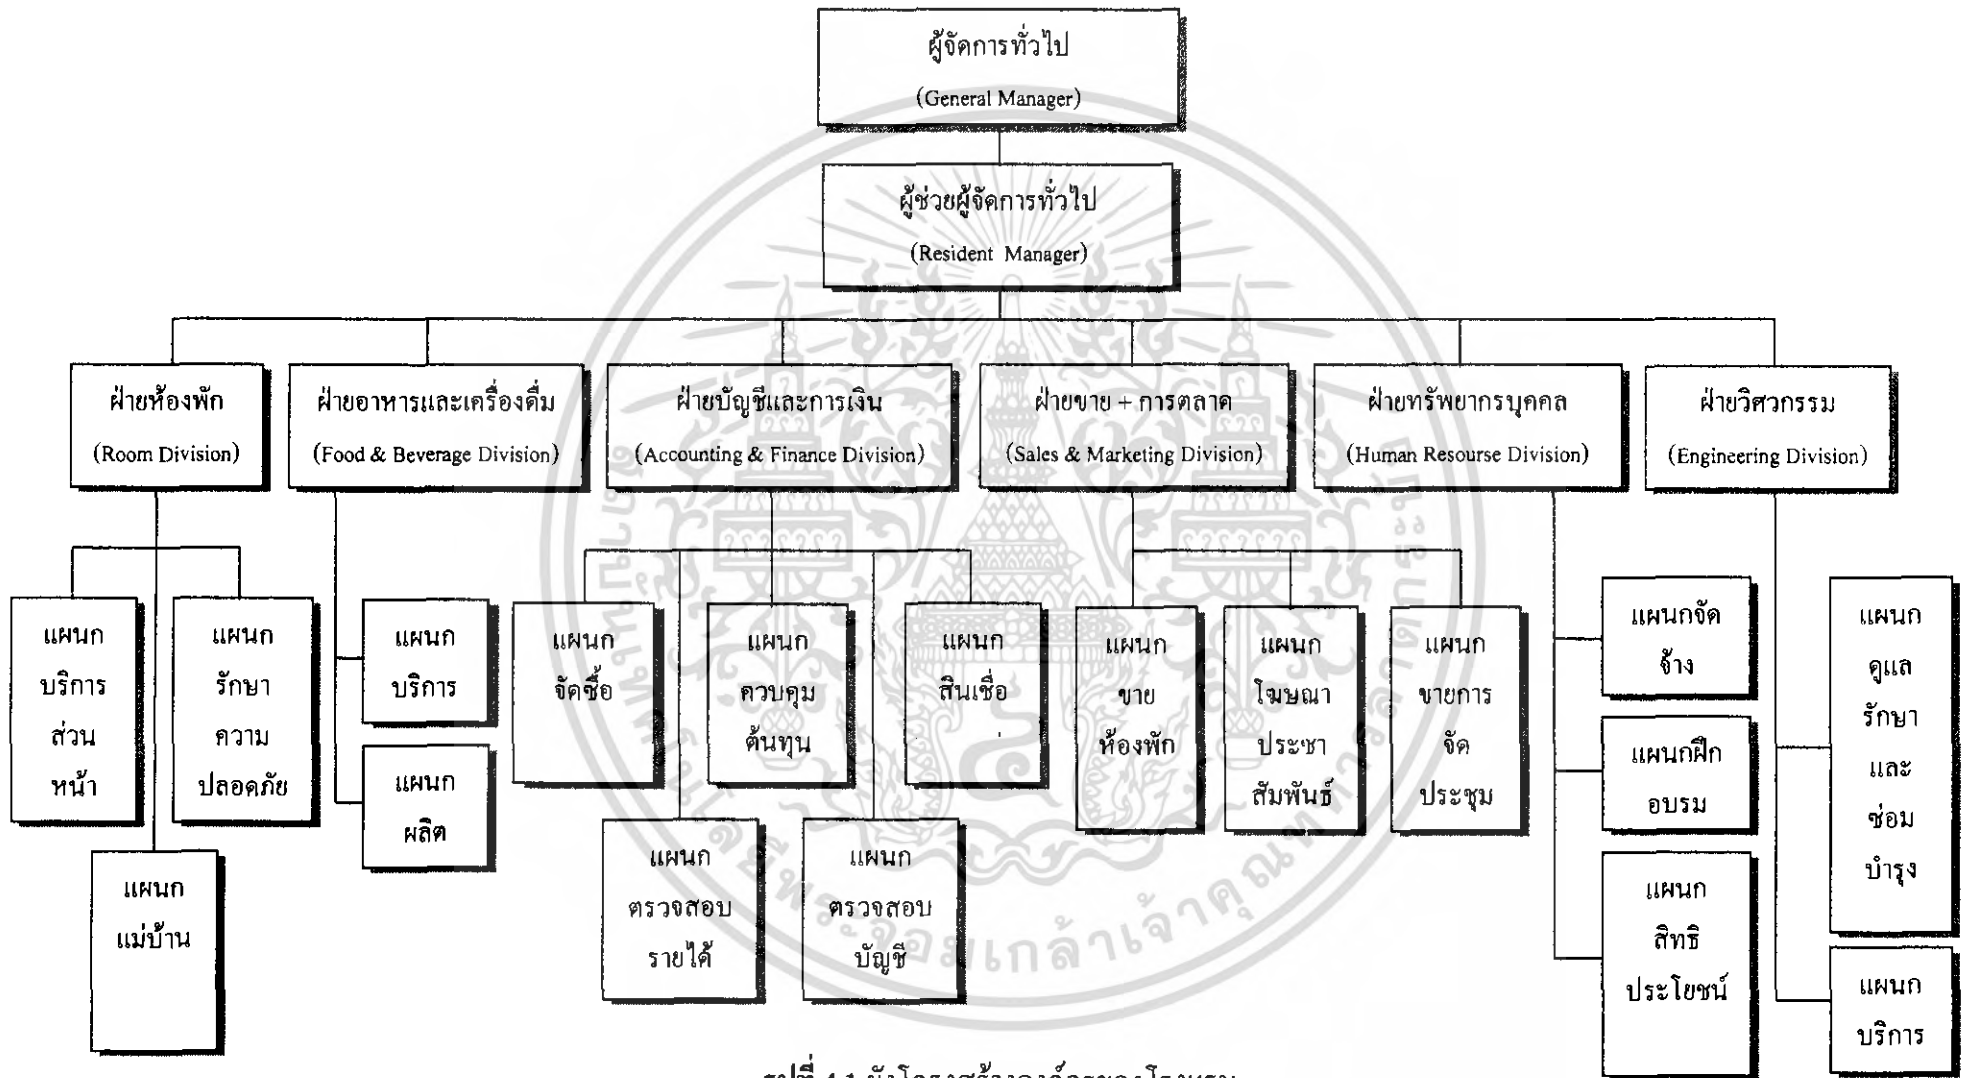 ผู้จัดการทั่วไป
(General Manager)
ผู้ช่วยผู้จัดการทั่วไป
(Resident Manager)
ฝ่ายห้องพัก
(Room Division)
ฝ่ายอาหารและเครื่องดื่ม
(Food & Beverage Division)
ฝ่ายบัญชีและการเงิน
(Accounting & Finance Division)
ฝ่ายขาย + การตลาด
(Sales & Marketing Division)
ฝ่ายทรัพยากรบุคคล
(Human Resourse Division)
ฝ่ายวิศวกรรม
(Engineering Division)
แผนก
บริการ
ส่วน
หน้า
แผนก
รักษา
ความ
ปลอดภัย
แผนก
แม่บ้าน
แผนก
บริการ
แผนก
ผลิต
แผนก
จัดซื้อ
แผนก
ควบคุม
ต้นทุน
แผนก
สินเชื่อ
แผนก
ตรวจสอบ
รายได้
แผนก
ตรวจสอบ
บัญชี
แผนก
ขาย
ห้องพัก
แผนก
โฆษณา
ประชา
สัมพันธ์
แผนก
ขายการ
จัด
ประชุม
แผนกจัด
จ้าง
แผนกฝึก
อบรม
แผนก
สิทธิ
ประโยชน์
แผนก
ดูแล
รักษา
และ
ซ่อม
บำรุง
แผนก
บริการ